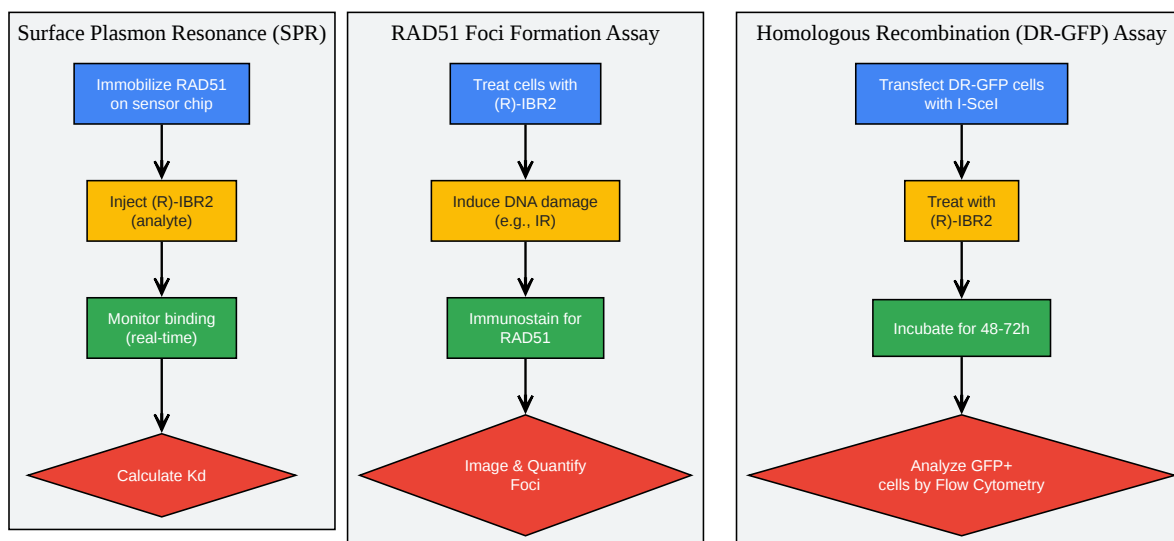 Surface Plasmon Resonance (SPR)
Immobilize RAD51
on sensor chip
Inject (R)-IBR2
(analyte)
Monitor binding
(real-time)
Calculate Kd
RAD51 Foci Formation Assay
Treat cells with
(R)-IBR2
Induce DNA damage
(e.g., IR)
Immunostain for
RAD51
Image & Quantify
Foci
Homologous Recombination (DR-GFP) Assay
Transfect DR-GFP cells
with I-SceI
Treat with
(R)-IBR2
Incubate for 48-72h
Analyze GFP+
cells by Flow Cytometry